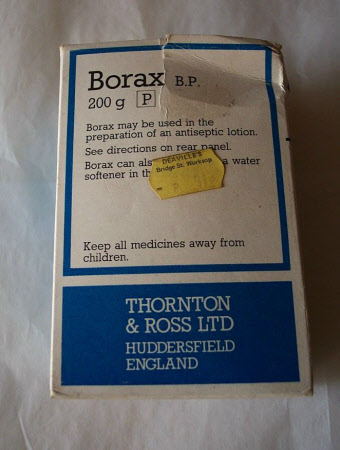 Borax B.P.
200 g P
Borax may be used in the
preparation of an antiseptic lotion.
See directions on rear panel.
Borax can als a water
softener in th
DEAVILLE'S
Bridge St. Worksop
Keep all medicines away from
children.
THORNTON
& ROSS LTD
HUDDERSFIELD
ENGLAND